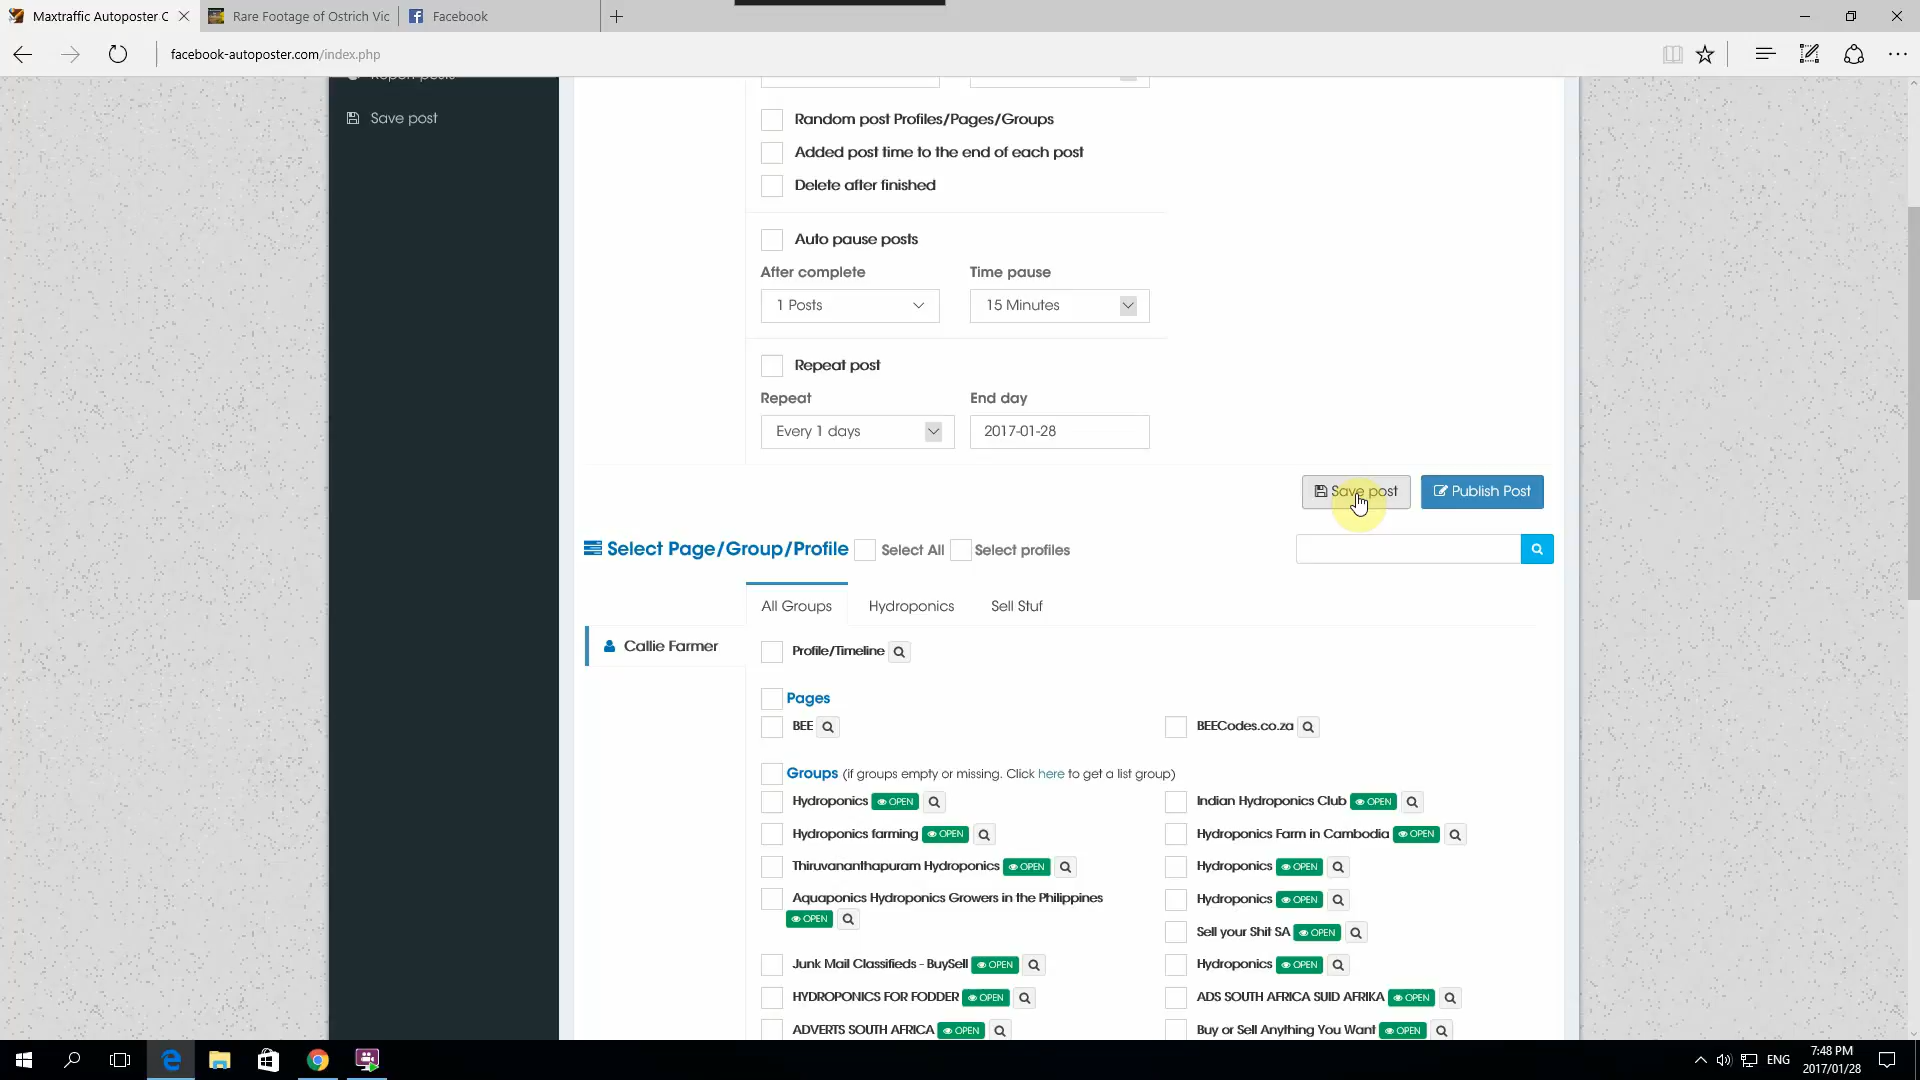 Maxtraffic Autoposter C
Rare Footage of Ostrich Vic
Facebook
facebook-autoposter.com/index.php
Report posts
Save post
Random post Profiles/Pages/Groups
Added post time to the end of each post
Delete after finished
Auto pause posts
After complete
Time pause
1 Posts
15 Minutes
Repeat post
Repeat
End day
Every 1 days
2017-01-28
Save post
Publish Post
Select Page/Group/Profile
Select All
Select profiles
All Groups
Hydroponics
Sell Stuf
Callie Farmer
Profile/Timeline
Pages
BEE
BEECodes.co.za
Groups (if groups empty or missing. Click here to get a list group)
Hydroponics OPEN
Indian Hydroponics Club OPEN
Hydroponics farming OPEN
Hydroponics Farm in Cambodia OPEN
Thiruvananthapuram Hydroponics OPEN
Hydroponics OPEN
Aquaponics Hydroponics Growers in the Philippines
OPEN
Hydroponics OPEN
Sell your Shit SA OPEN
Junk Mail Classifieds - BuySell OPEN
Hydroponics OPEN
HYDROPONICS FOR FODDER OPEN
ADS SOUTH AFRICA SUID AFRIKA OPEN
ADVERTS SOUTH AFRICA OPEN
Buy or Sell Anything You Want OPEN
ENG
7:48 PM
2017/01/28